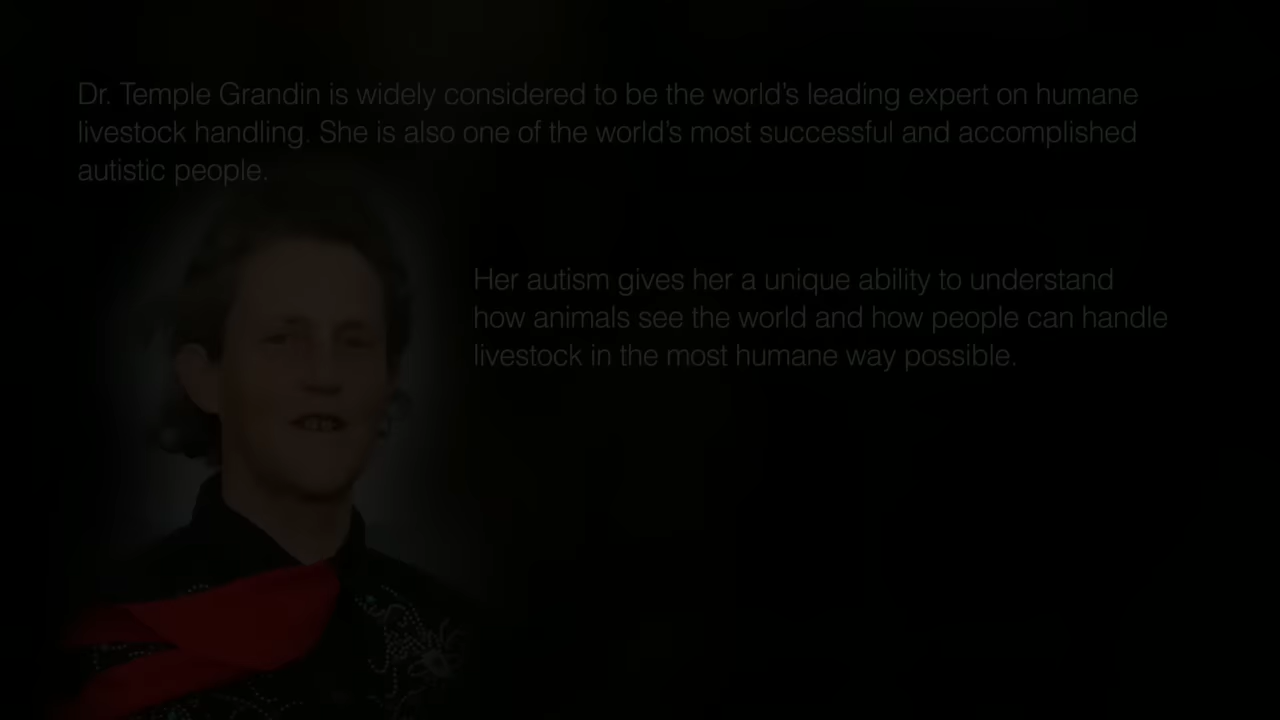 Dr. Temple Grandin is widely considered to be the world’s leading expert on humane
livestock handling. She is also one of the world’s most successful and accomplished
autistic people.
Her autism gives her a unique ability to understand
how animals see the world and how people can handle
livestock in the most humane way possible.